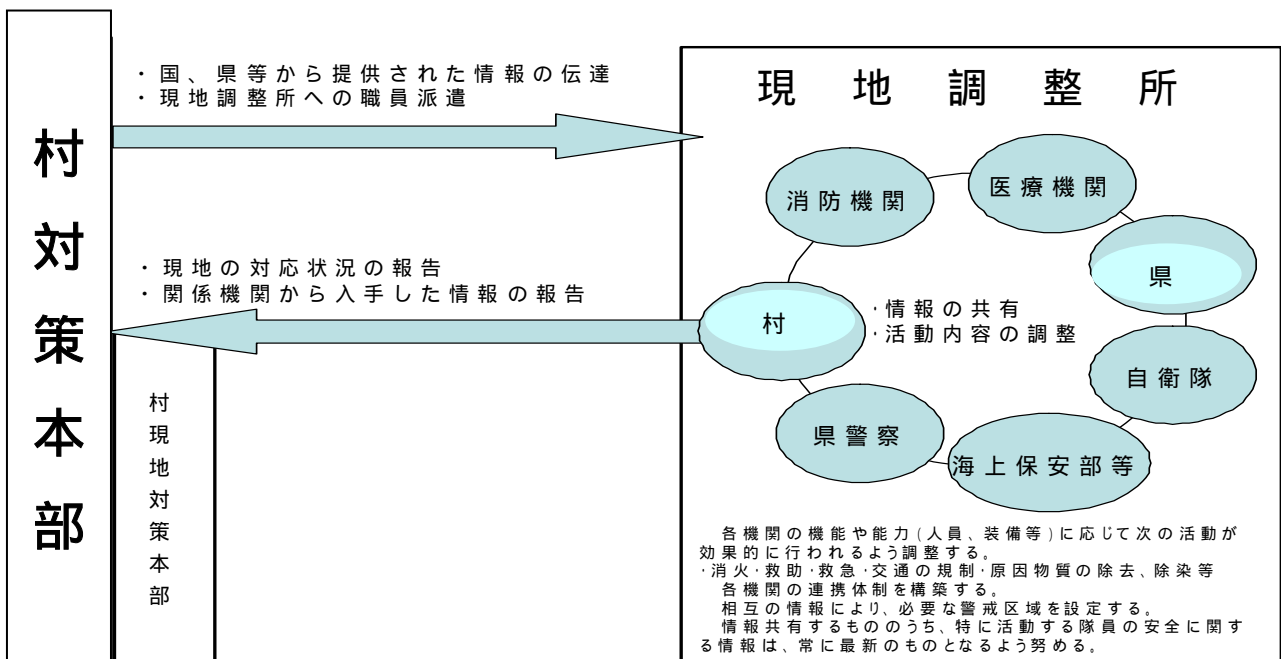 村対策本部
・国、県等から提供された情報の伝達
・現地調整所への職員派遣
・現地の対応状況の報告
・関係機関から入手した情報の報告
村現地対策本部
現地調整所
消防機関
医療機関
県
村
・情報の共有
・活動内容の調整
自衛隊
県警察
海上保安部等
各機関の機能や能力(人員、装備等)に応じて次の活動が
効果的に行われるよう調整する。
・消火・救助・救急・交通の規制・原因物質の除去、除染等
各機関の連携体制を構築する。
相互の情報により、必要な警戒区域を設定する。
情報共有するもののうち、特に活動する隊員の安全に関す
る情報は、常に最新のものとなるよう努める。